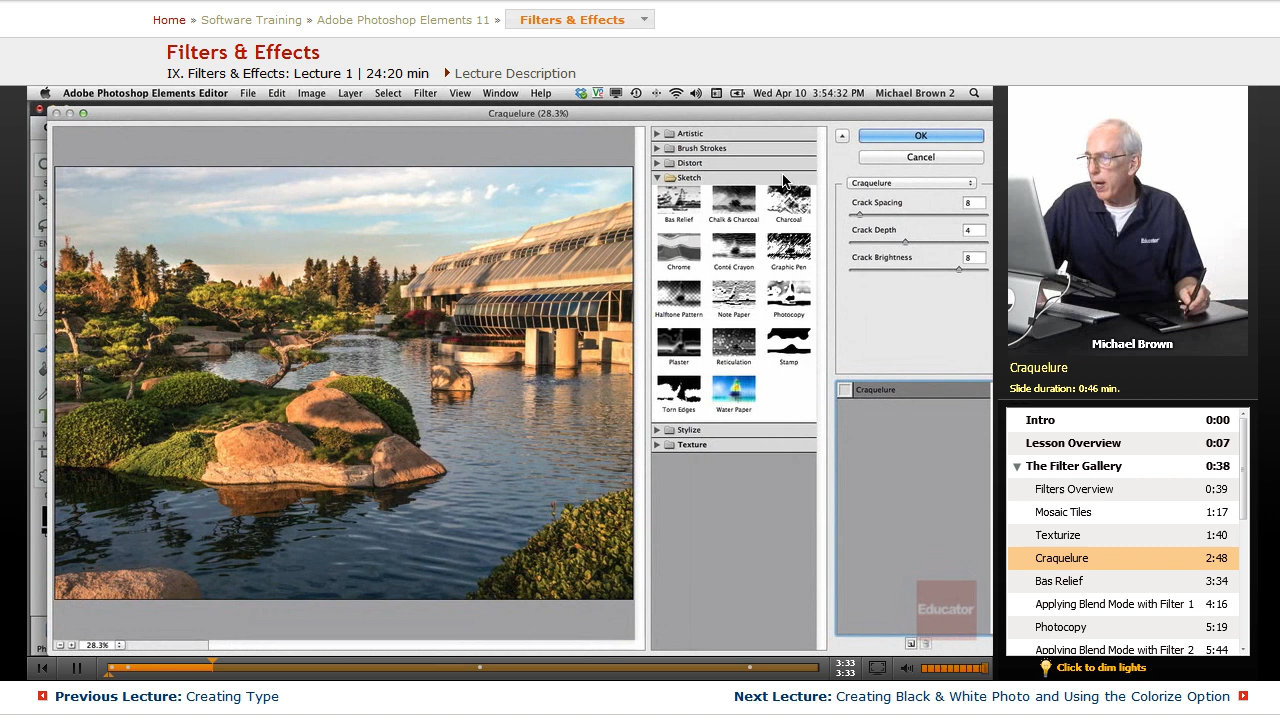 Home » Software Training » Adobe Photoshop Elements 11 » Filters & Effects
Filters & Effects
IX. Filters & Effects: Lecture 1 | 24:20 min Lecture Description
Adobe Photoshop Elements Editor File Edit Image Layer Select Filter View Window Help Wed Apr 10 3:54:32 PM Michael Brown 2
Craquelure (28.3%)
Artistic
Brush Strokes
Distort
Sketch
Bas Relief Chalk & Charcoal Charcoal
Chrome Conté Crayon Graphic Pen
Halftone Pattern Note Paper Photocopy
Plaster Reticulation Stamp
Torn Edges Water Paper
Stylize
Texture
OK
Cancel
Craquelure
Crack Spacing 8
Crack Depth 4
Crack Brightness 8
Craquelure
Educator
28.3%
3:33
3:33
Educator
Michael Brown
Craquelure
Slide duration: 0:46 min.
Intro 0:00
Lesson Overview 0:07
The Filter Gallery 0:38
Filters Overview 0:39
Mosaic Tiles 1:17
Texturize 1:40
Craquelure 2:48
Bas Relief 3:34
Applying Blend Mode with Filter 1 4:16
Photocopy 5:19
Applying Blend Mode with Filter 2 5:44
Click to dim lights
Previous Lecture: Creating Type
Next Lecture: Creating Black & White Photo and Using the Colorize Option